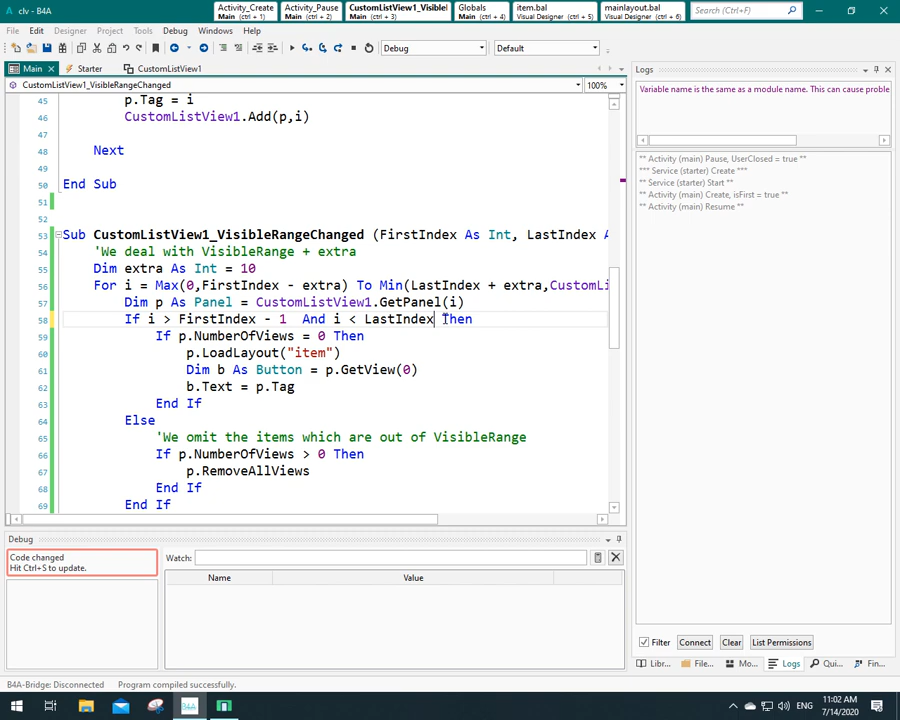 clv - B4A
Activity_Create
Main (ctrl + 1)
Activity_Pause
Main (ctrl + 2)
CustomListView1_Visiblel
Main (ctrl + 3)
Globals
Main (ctrl + 4)
item.bal
Visual Designer (ctrl + 5)
mainlayout.bal
Visual Designer (ctrl + 6)
Search (Ctrl+F)
File Edit Designer Project Tools Debug Windows Help
Debug
Default
Main
Starter
CustomListView1
CustomListView1_VisibleRangeChanged
100%
45 p.Tag = i
46 CustomListView1.Add(p,i)
47
48 Next
49
50 End Sub
51
52
53 Sub CustomListView1_VisibleRangeChanged (FirstIndex As Int, LastIndex A
54 'We deal with VisibleRange + extra
55 Dim extra As Int = 10
56 For i = Max(0,FirstIndex - extra) To Min(LastIndex + extra,CustomLi
57 Dim p As Panel = CustomListView1.GetPanel(i)
58 If i > FirstIndex - 1  And i < LastIndex Then
59 If p.NumberOfViews = 0 Then
60 p.LoadLayout("item")
61 Dim b As Button = p.GetView(0)
62 b.Text = p.Tag
63 End If
64 Else
65 'We omit the items which are out of VisibleRange
66 If p.NumberOfViews > 0 Then
67 p.RemoveAllViews
68 End If
69 End If
Logs
Variable name is the same as a module name. This can cause proble
** Activity (main) Pause, UserClosed = true **
*** Service (starter) Create ***
** Service (starter) Start **
** Activity (main) Create, isFirst = true **
** Activity (main) Resume **
Debug
Code changed
Hit Ctrl+S to update.
Watch:
Name Value
Filter Connect Clear List Permissions
Libr... File... Mo... Logs Qui... Fin...
B4A-Bridge: Disconnected Program compiled successfully.
B4A
ENG
11:02 AM
7/14/2020